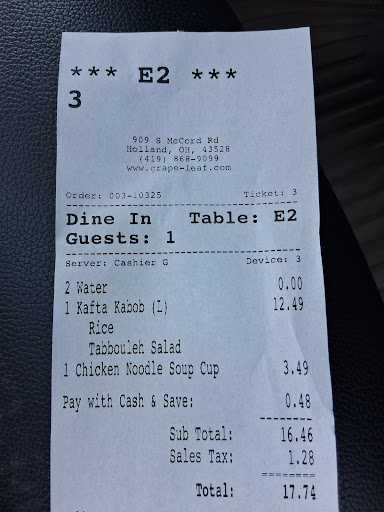 *** E2 ***
3
909 S McCord Rd
Holland, OH, 43528
(419) 868-9099
www.grape-leaf.com
Order: 003-10325 Ticket: 3
Dine In Table: E2
Guests: 1
Server: Cashier G Device: 3
2 Water 0.00
1 Kafta Kabob (L) 12.49
Rice
Tabbouleh Salad
1 Chicken Noodle Soup Cup 3.49
Pay with Cash & Save: 0.48
Sub Total: 16.46
Sales Tax: 1.28
Total: 17.74